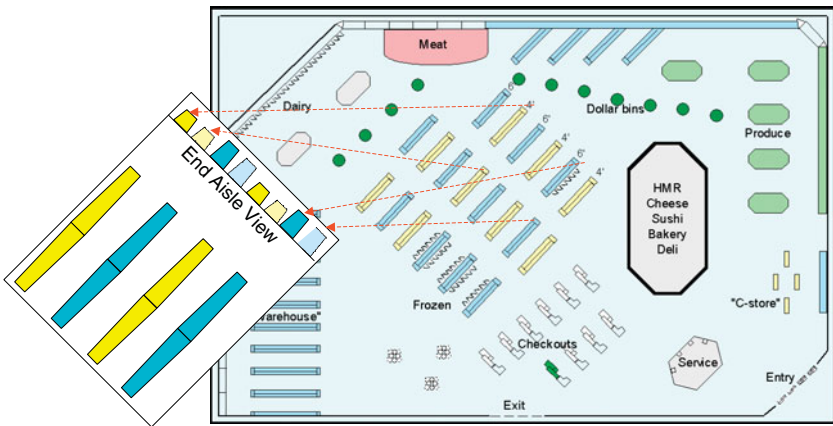 Meat
Dairy
6'
4'
Dollar bins
6'
4'
6'
4'
Produce
End Aisle View
HMR
Cheese
Sushi
Bakery
Deli
Frozen
"C-store"
arehouse"
Checkouts
Service
Entry
Exit